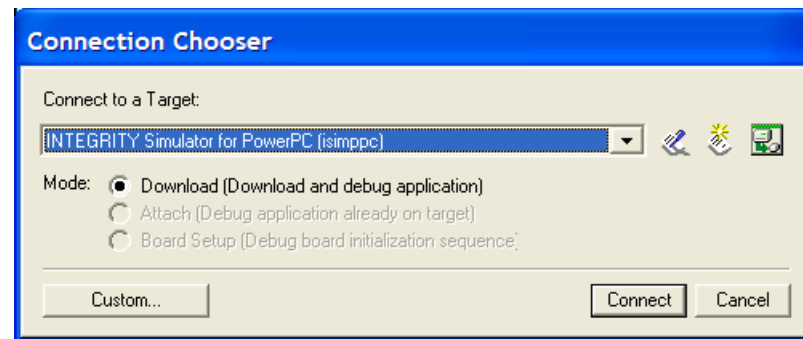 Connection Chooser
Connect to a Target:
INTEGRITY Simulator for PowerPC (isimppc)
Mode: Download (Download and debug application)
Attach (Debug application already on target)
Board Setup (Debug board initialization sequence)
Custom... Connect Cancel